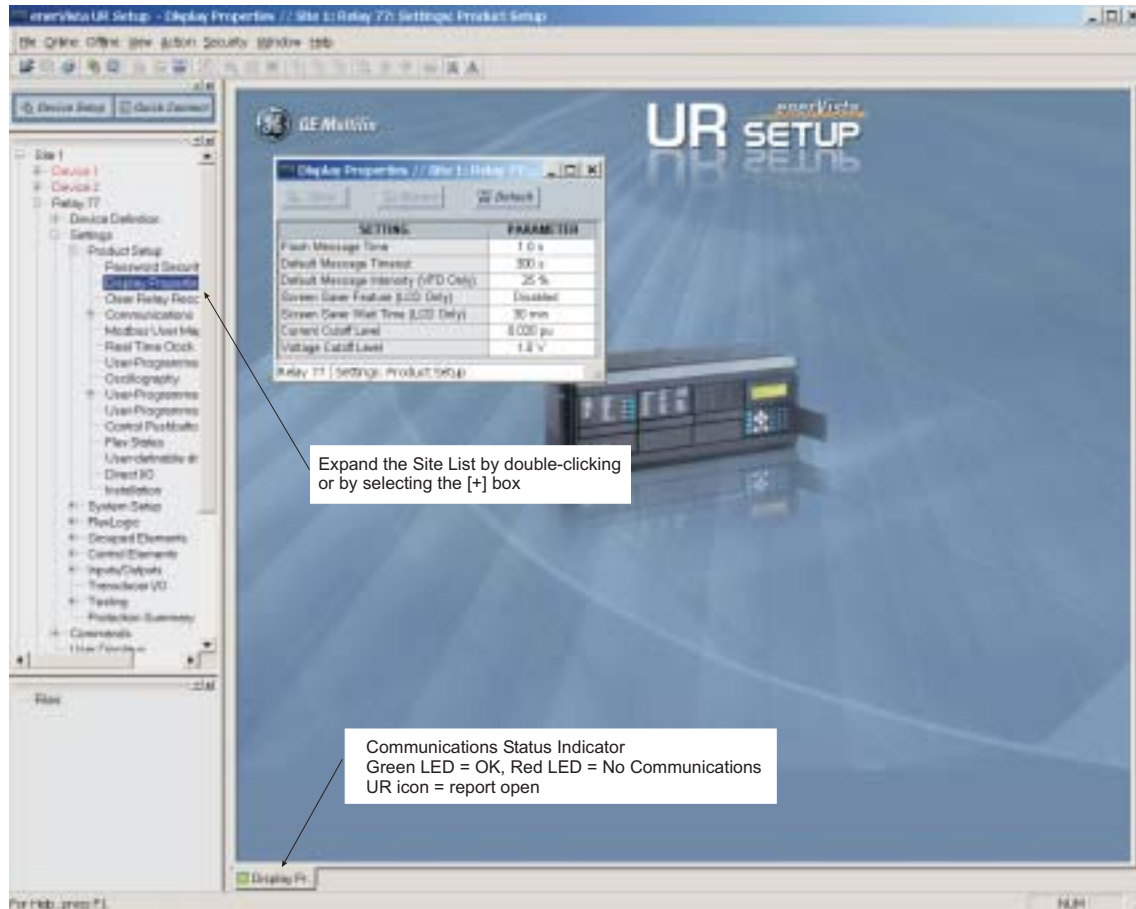 enerVista UR Setup - Display Properties // Site 1: Relay 77: Settings: Product Setup
File Online Offline View Action Security Window Help
Device Setup Quick Connect
Site 1
Device 1
Device 2
Relay 77
Device Definition
Settings
Product Setup
Password Securit
Display Propertie
Clear Relay Reco
Communications
Modbus User Ma
Real Time Clock
User-Programma
Oscillography
User-Programma
User-Programma
Control Pushbutto
Flex States
User-definable di
Direct I/O
Installation
System Setup
FlexLogic
Grouped Elements
Control Elements
Inputs/Outputs
Transducer I/O
Testing
Protection Summary
Commands
User Displays
Files
GE Multilin
enerVista
UR SETUP
Display Properties // Site 1: Relay 77:
Save Restore Default
SETTING PARAMETER
Flash Message Time 1.0 s
Default Message Timeout 300 s
Default Message Intensity (VFD Only) 25 %
Screen Saver Feature (LCD Only) Disabled
Screen Saver Wait Time (LCD Only) 30 min
Current Cutoff Level 0.020 pu
Voltage Cutoff Level 1.0 V
Relay 77 Settings: Product Setup
Expand the Site List by double-clicking
or by selecting the [+] box
Communications Status Indicator
Green LED = OK, Red LED = No Communications
UR icon = report open
Display Pr..
For Help, press F1
NUM